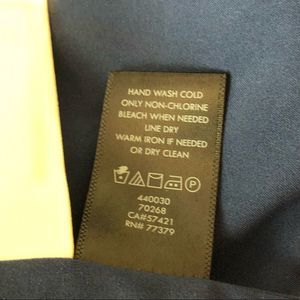 HAND WASH COLD
ONLY NON-CHLORINE
BLEACH WHEN NEEDED
LINE DRY
WARM IRON IF NEEDED
OR DRY CLEAN
P
440030
70268
CA#57421
RN# 77379